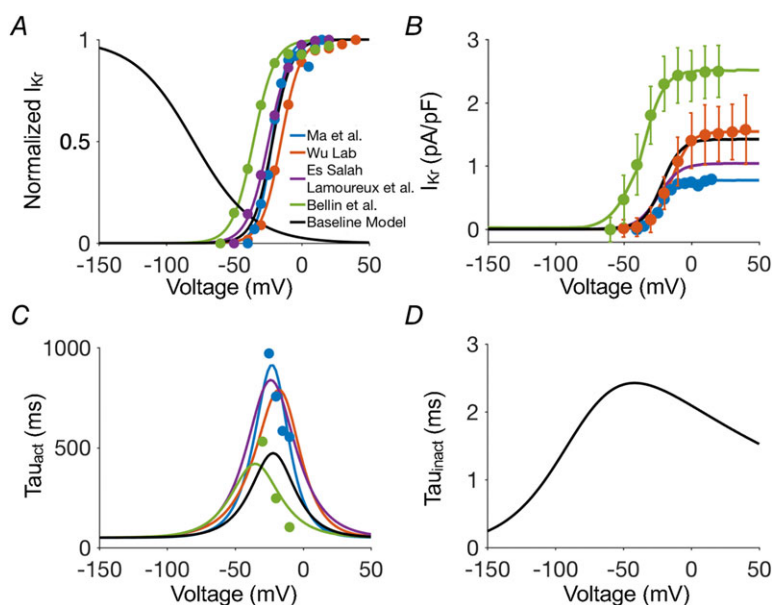 A
B
Normalized IKr
1
0.5
0
-150 -100 -50 0 50
Voltage (mV)
Ma et al.
Wu Lab
Es Salah
Lamoureux et al.
Bellin et al.
Baseline Model
IKr (pA/pF)
3
2
1
0
-150 -100 -50 0 50
Voltage (mV)
C
D
Tauact (ms)
1000
500
0
-150 -100 -50 0 50
Voltage (mV)
Tauinact (ms)
3
2
1
0
-150 -100 -50 0 50
Voltage (mV)